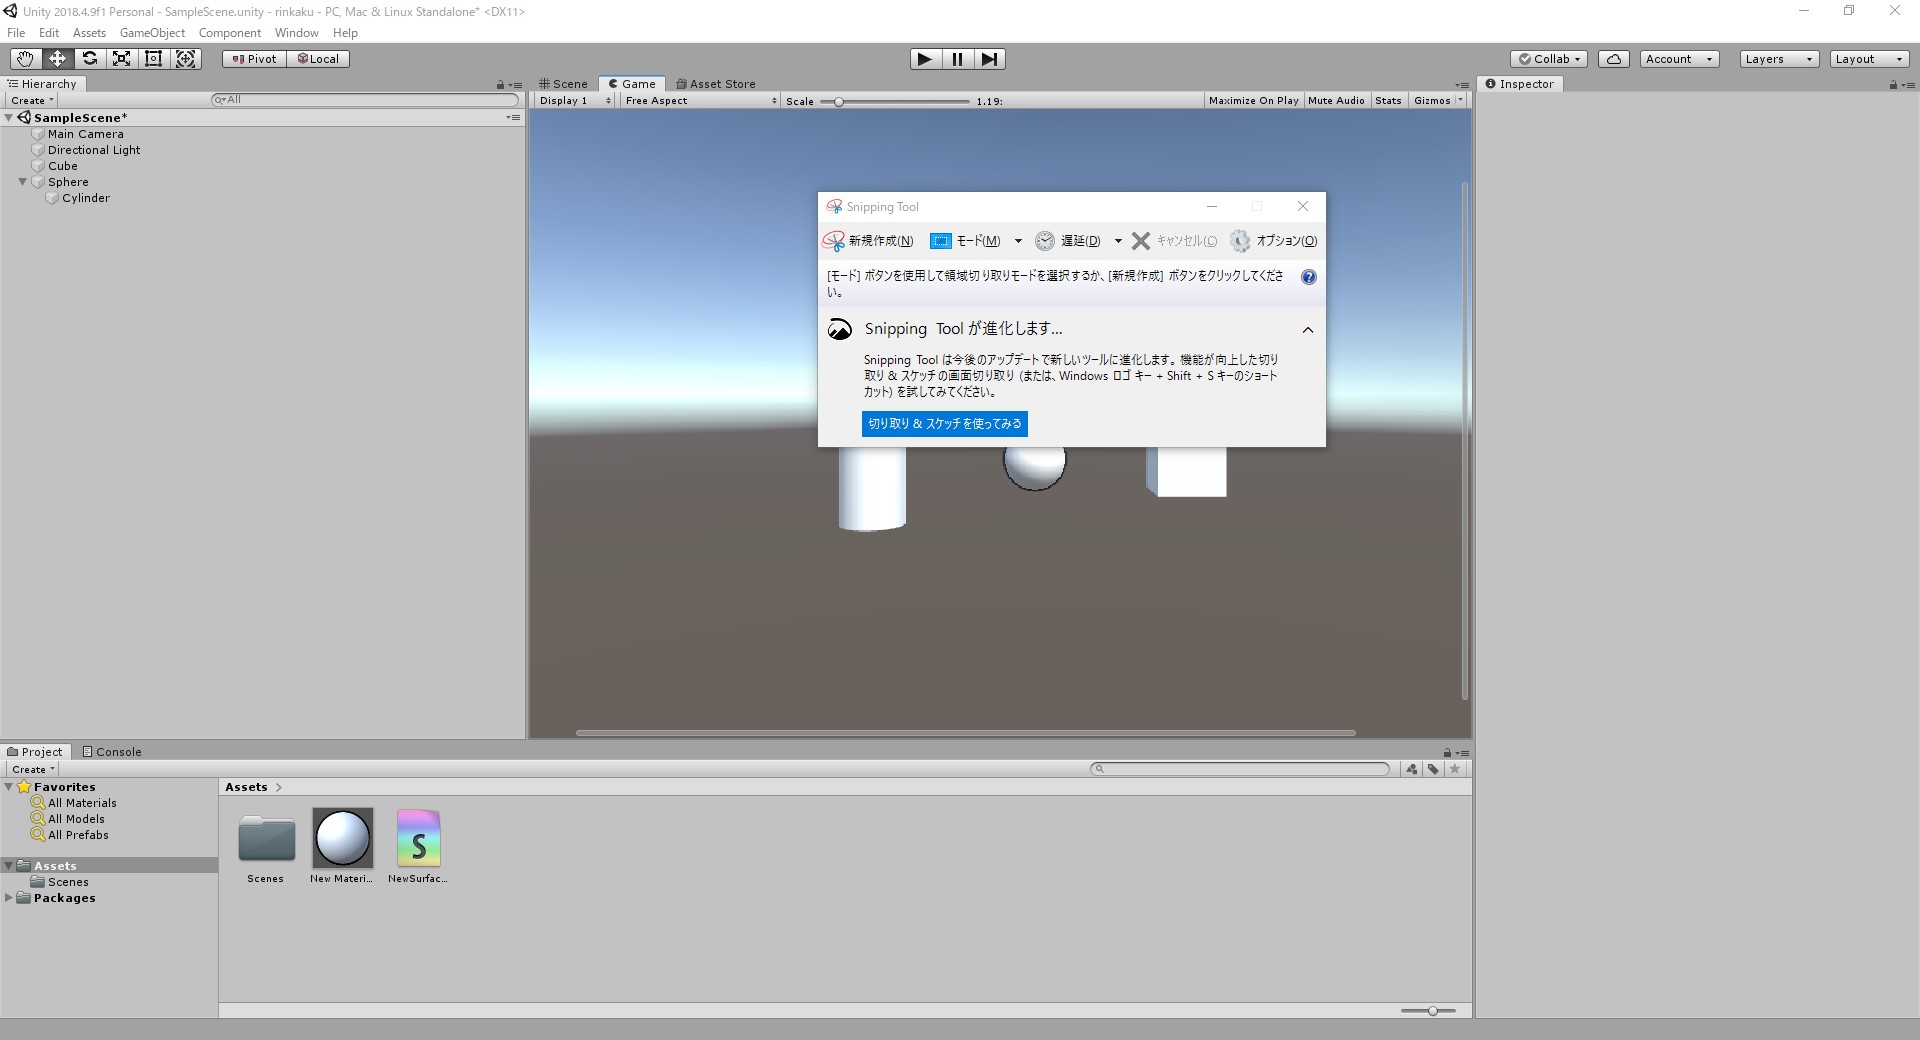 Unity 2018.4.9f1 Personal - SampleScene.unity - rinkaku - PC, Mac & Linux Standalone* <DX11>
File Edit Assets GameObject Component Window Help
Pivot Local Collab Account Layers Layout
Hierarchy
Create All
SampleScene*
Main Camera
Directional Light
Cube
Sphere
Cylinder
Scene Game Asset Store
Display 1 Free Aspect Scale 1.19: Maximize On Play Mute Audio Stats Gizmos
Inspector
Snipping Tool
新規作成(N) モード(M) 遅延(D) キャンセル(C) オプション(O)
[モード] ボタンを使用して領域切り取りモードを選択するか、[新規作成] ボタンをクリックしてくださ
い。
Snipping Tool が進化します...
Snipping Tool は今後のアップデートで新しいツールに進化します。機能が向上した切り
取り & スケッチの画面切り取り (または、Windows ロゴ キー + Shift + S キーのショート
カット) を試してみてください。
切り取り & スケッチを使ってみる
Project Console
Create
Favorites
All Materials
All Models
All Prefabs
Assets
Scenes
Packages
Assets
Scenes New Materi... NewSurfac...
S